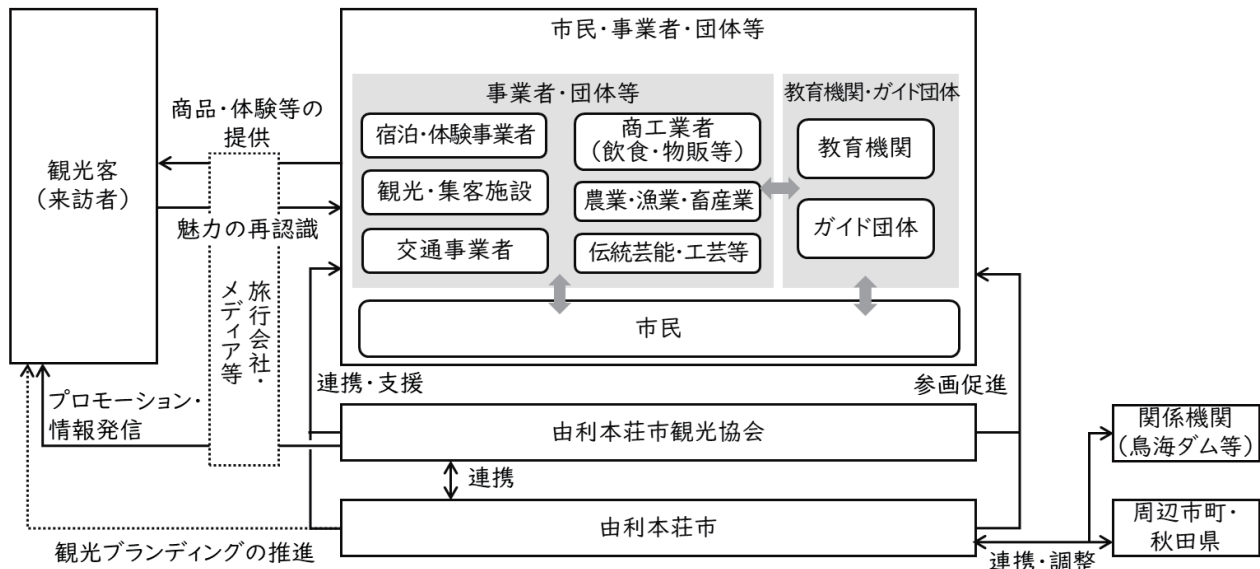 市民・事業者・団体等
事業者・団体等
教育機関・ガイド団体
商品・体験等の
提供
宿泊・体験事業者
商工業者
(飲食・物販等)
教育機関
観光客
(来訪者)
観光・集客施設
農業・漁業・畜産業
魅力の再認識
ガイド団体
交通事業者
伝統芸能・工芸等
旅行会社・
メディア等
市民
連携・支援
参画促進
プロモーション・
情報発信
由利本荘市観光協会
関係機関
(鳥海ダム等)
連携
由利本荘市
周辺市町・
秋田県
観光ブランディングの推進
連携・調整